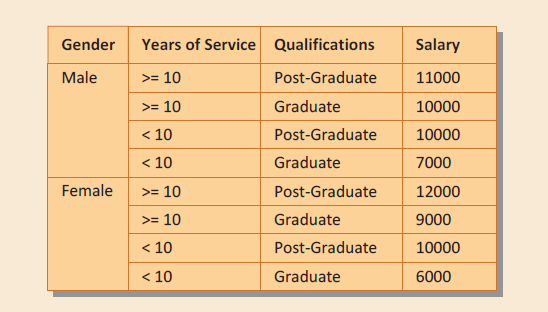 Gender Years of Service Qualifications Salary
Male >= 10 Post-Graduate 11000
>= 10 Graduate 10000
< 10 Post-Graduate 10000
< 10 Graduate 7000
Female >= 10 Post-Graduate 12000
>= 10 Graduate 9000
< 10 Post-Graduate 10000
< 10 Graduate 6000